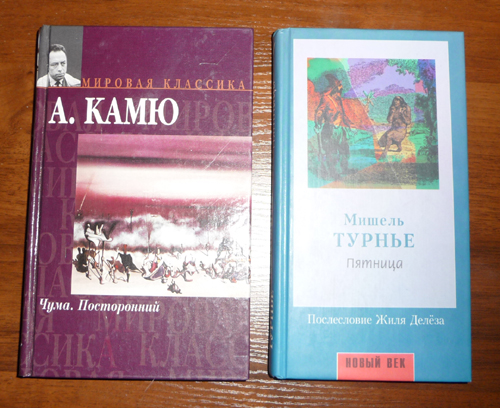 МИРОВАЯ КЛАССИКА
А. КАМЮ
Чума. Посторонний
Мишель
ТУРНЬЕ
Пятница
Послесловие Жиля Делёза
НОВЫЙ ВЕК